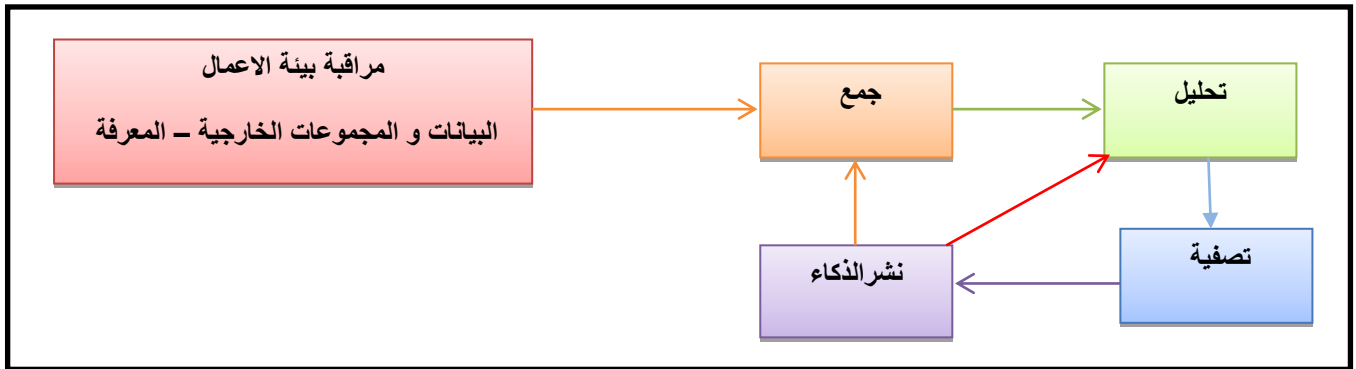 مراقبة بيئة الاعمال
البيانات و المجموعات الخارجية – المعرفة
جمع
تحليل
تصفية
نشرالذكاء